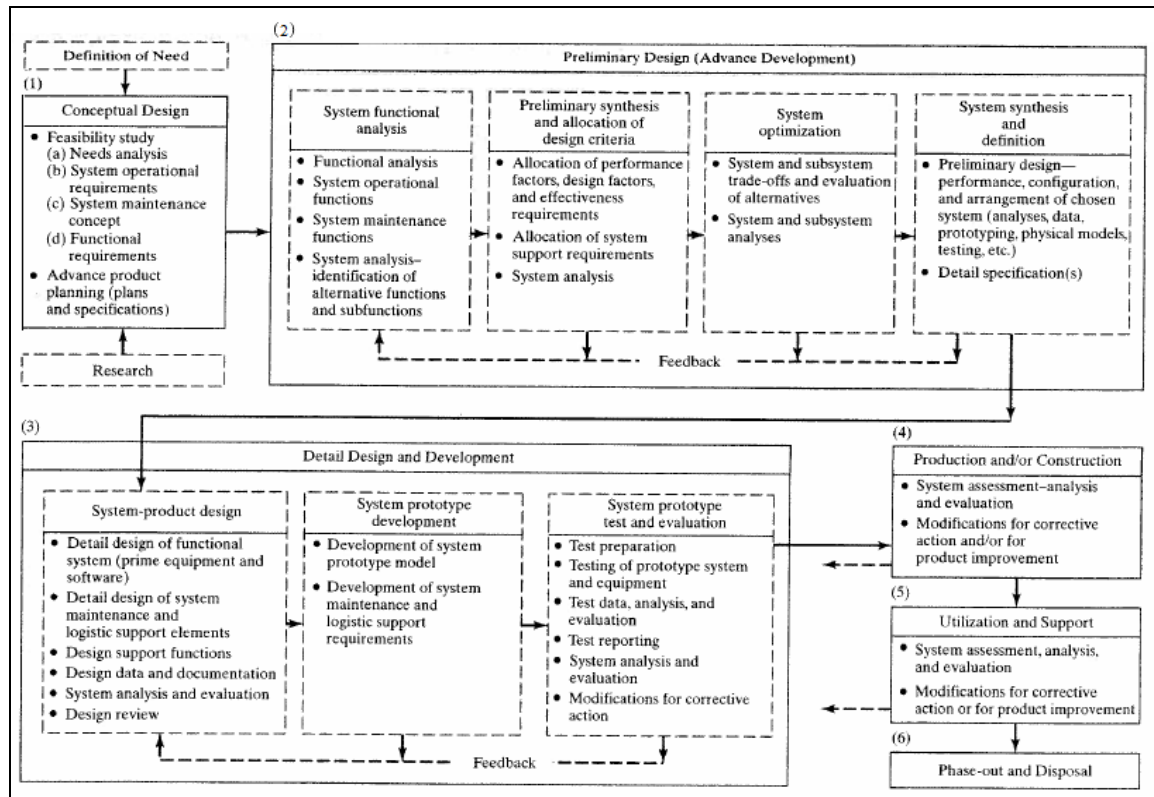 (1)
Definition of Need
Conceptual Design
• Feasibility study
(a) Needs analysis
(b) System operational
requirements
(c) System maintenance
concept
(d) Functional
requirements
• Advance product
planning (plans
and specifications)
Research
(2)
Preliminary Design (Advance Development)
System functional
analysis
• Functional analysis
• System operational
functions
• System maintenance
functions
• System analysis–
identification of
alternative functions
and subfunctions
Preliminary synthesis
and allocation of
design criteria
• Allocation of performance
factors, design factors,
and effectiveness
requirements
• Allocation of system
support requirements
• System analysis
System
optimization
• System and subsystem
trade-offs and evaluation
of alternatives
• System and subsystem
analyses
System synthesis
and
definition
• Preliminary design—
performance, configuration,
and arrangement of chosen
system (analyses, data,
prototyping, physical models,
testing, etc.)
• Detail specification(s)
Feedback
(3)
Detail Design and Development
System-product design
• Detail design of functional
system (prime equipment and
software)
• Detail design of system
maintenance and
logistic support elements
• Design support functions
• Design data and documentation
• System analysis and evaluation
• Design review
System prototype
development
• Development of system
prototype model
• Development of system
maintenance and
logistic support
requirements
System prototype
test and evaluation
• Test preparation
• Testing of prototype system
and equipment
• Test data, analysis, and
evaluation
• Test reporting
• System analysis and
evaluation
• Modifications for corrective
action
Feedback
(4)
Production and/or Construction
• System assessment–analysis
and evaluation
• Modifications for corrective
action and/or for
product improvement
(5)
Utilization and Support
• System assessment, analysis,
and evaluation
• Modifications for corrective
action or for product improvement
(6)
Phase-out and Disposal